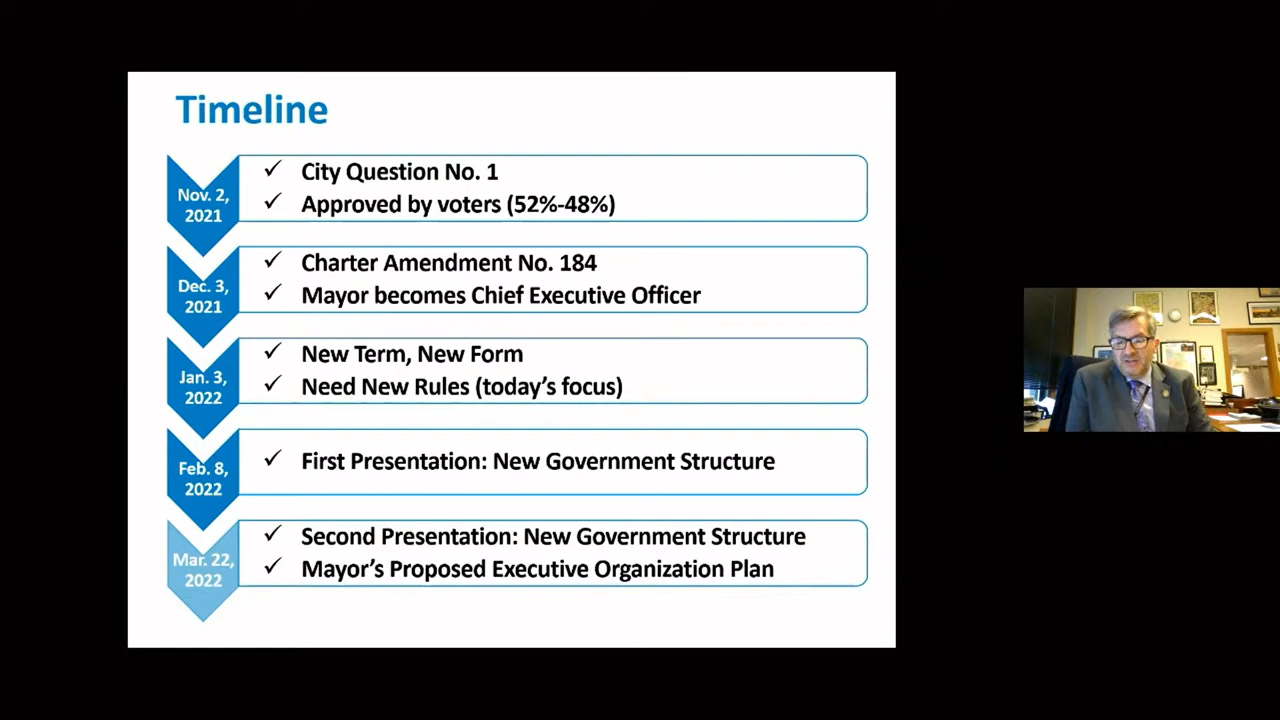 Timeline
Nov. 2,
2021
✓ City Question No. 1
✓ Approved by voters (52%-48%)
Dec. 3,
2021
✓ Charter Amendment No. 184
✓ Mayor becomes Chief Executive Officer
Jan. 3,
2022
✓ New Term, New Form
✓ Need New Rules (today’s focus)
Feb. 8,
2022
✓ First Presentation: New Government Structure
Mar. 22,
2022
✓ Second Presentation: New Government Structure
✓ Mayor’s Proposed Executive Organization Plan